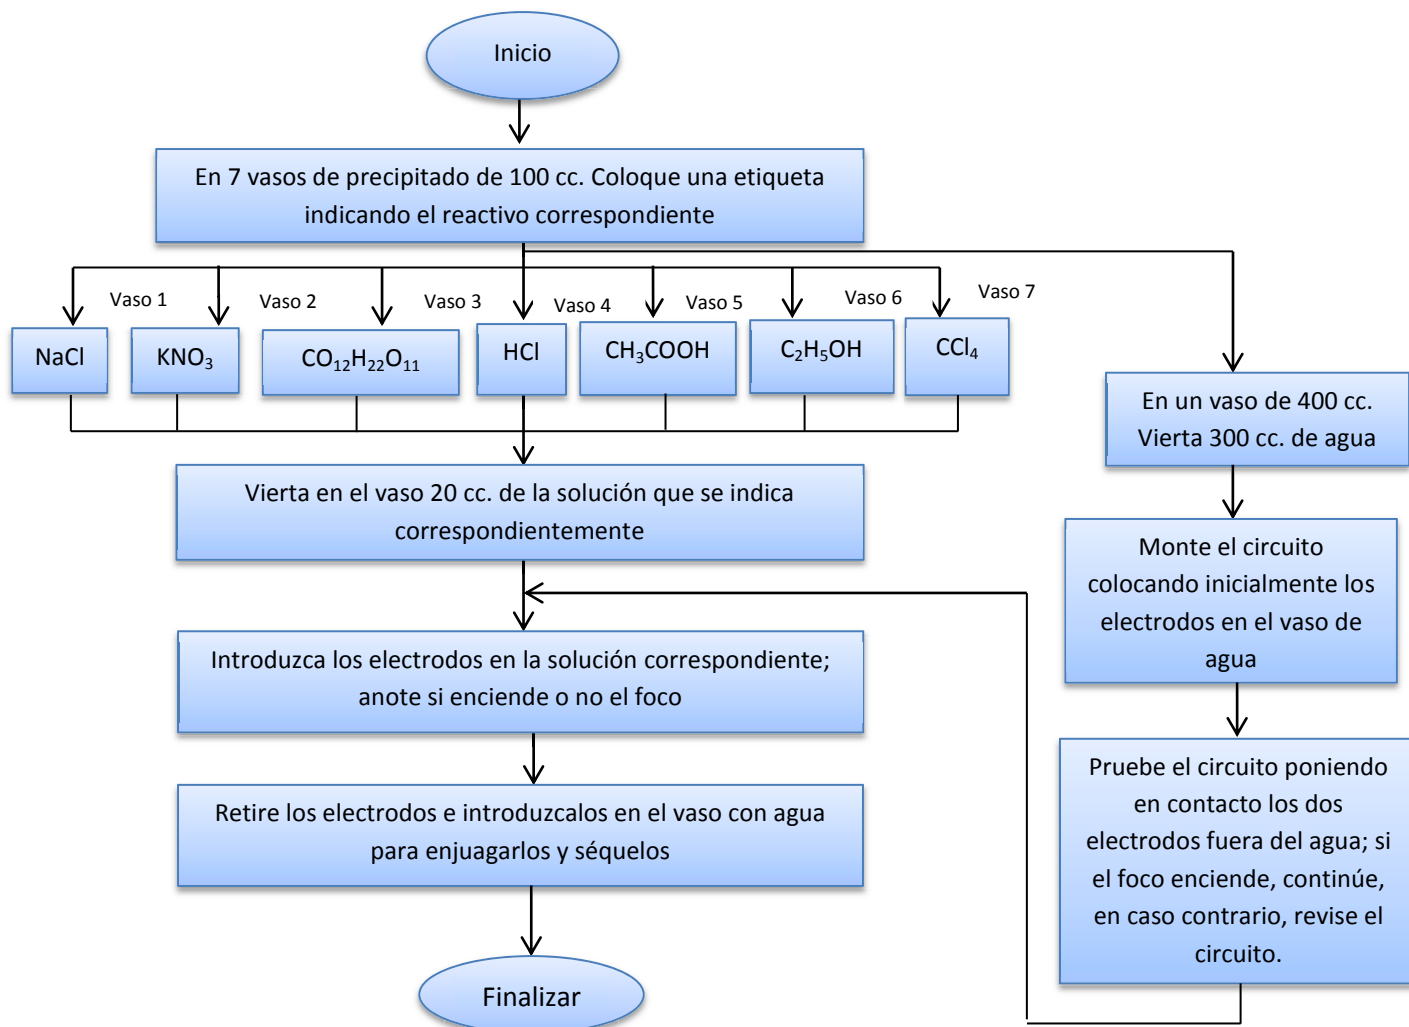 Inicio
En 7 vasos de precipitado de 100 cc. Coloque una etiqueta
indicando el reactivo correspondiente
Vaso 1
Vaso 2
Vaso 3
Vaso 4
Vaso 5
Vaso 6
Vaso 7
NaCl
KNO₃
CO₁₂H₂₂O₁₁
HCl
CH₃COOH
C₂H₅OH
CCl₄
Vierta en el vaso 20 cc. de la solución que se indica
correspondientemente
Introduzca los electrodos en la solución correspondiente;
anote si enciende o no el foco
Retire los electrodos e introduzcalos en el vaso con agua
para enjuagarlos y séquelos
Finalizar
En un vaso de 400 cc.
Vierta 300 cc. de agua
Monte el circuito
colocando inicialmente los
electrodos en el vaso de
agua
Pruebe el circuito poniendo
en contacto los dos
electrodos fuera del agua; si
el foco enciende, continúe,
en caso contrario, revise el
circuito.